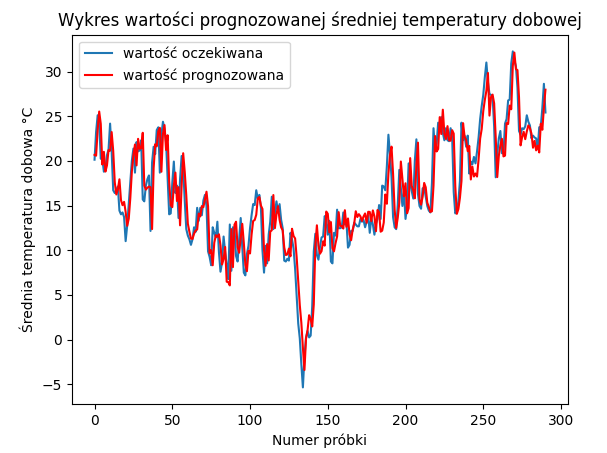 Wykres wartości prognozowanej średniej temperatury dobowej
wartość oczekiwana
wartość prognozowana
Średnia temperatura dobowa °C
30
25
20
15
10
5
0
−5
0 50 100 150 200 250 300
Numer próbki